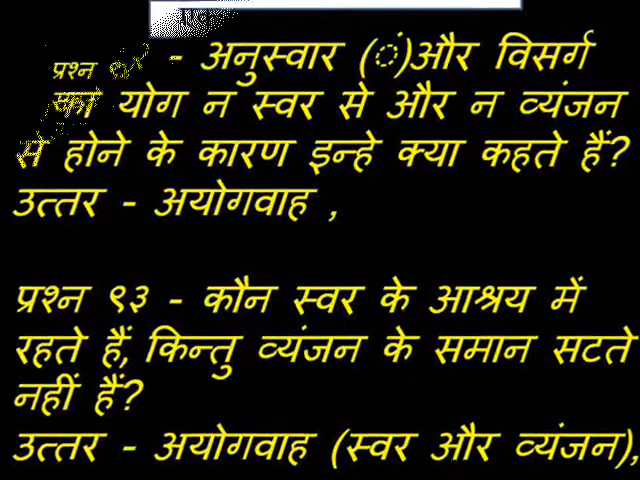 प्रश्न - अनुस्वार (ं)और विसर्ग
का योग न स्वर से और न व्यंजन
से होने के कारण इन्हे क्या कहते हैं?
उत्तर - अयोगवाह ,
प्रश्न ९३ - कौन स्वर के आश्रय में
रहते हैं, किन्तु व्यंजन के समान सटते
नहीं हैं?
उत्तर - अयोगवाह (स्वर और व्यंजन),